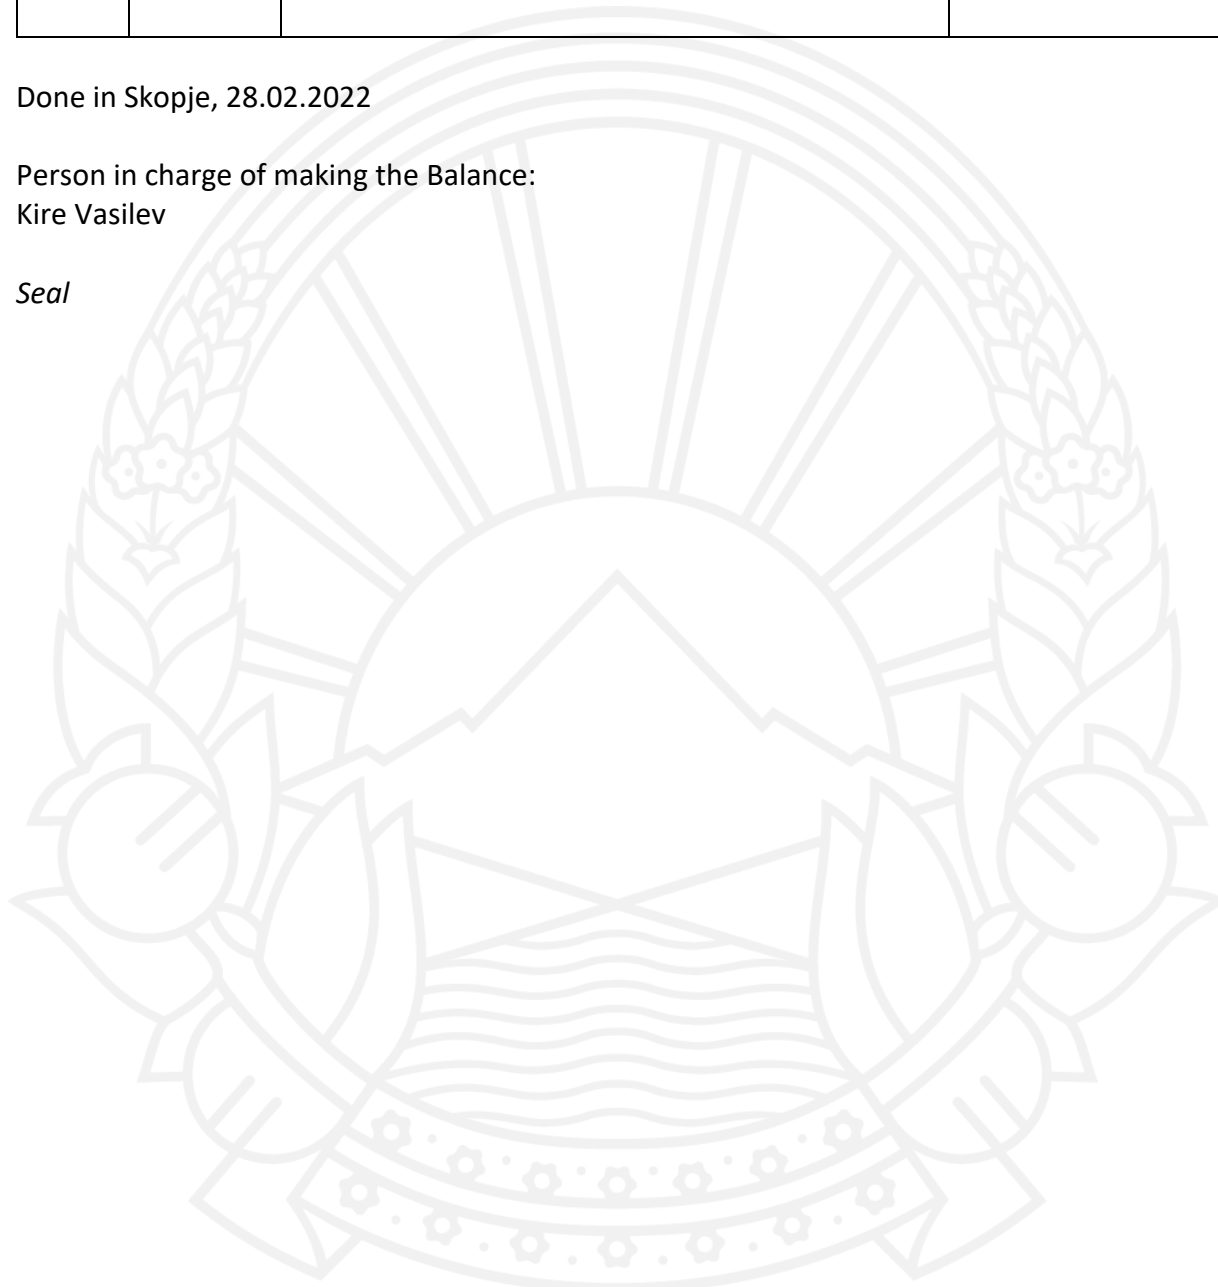 Done in Skopje, 28.02.2022
Person in charge of making the Balance:
Kire Vasilev
Seal